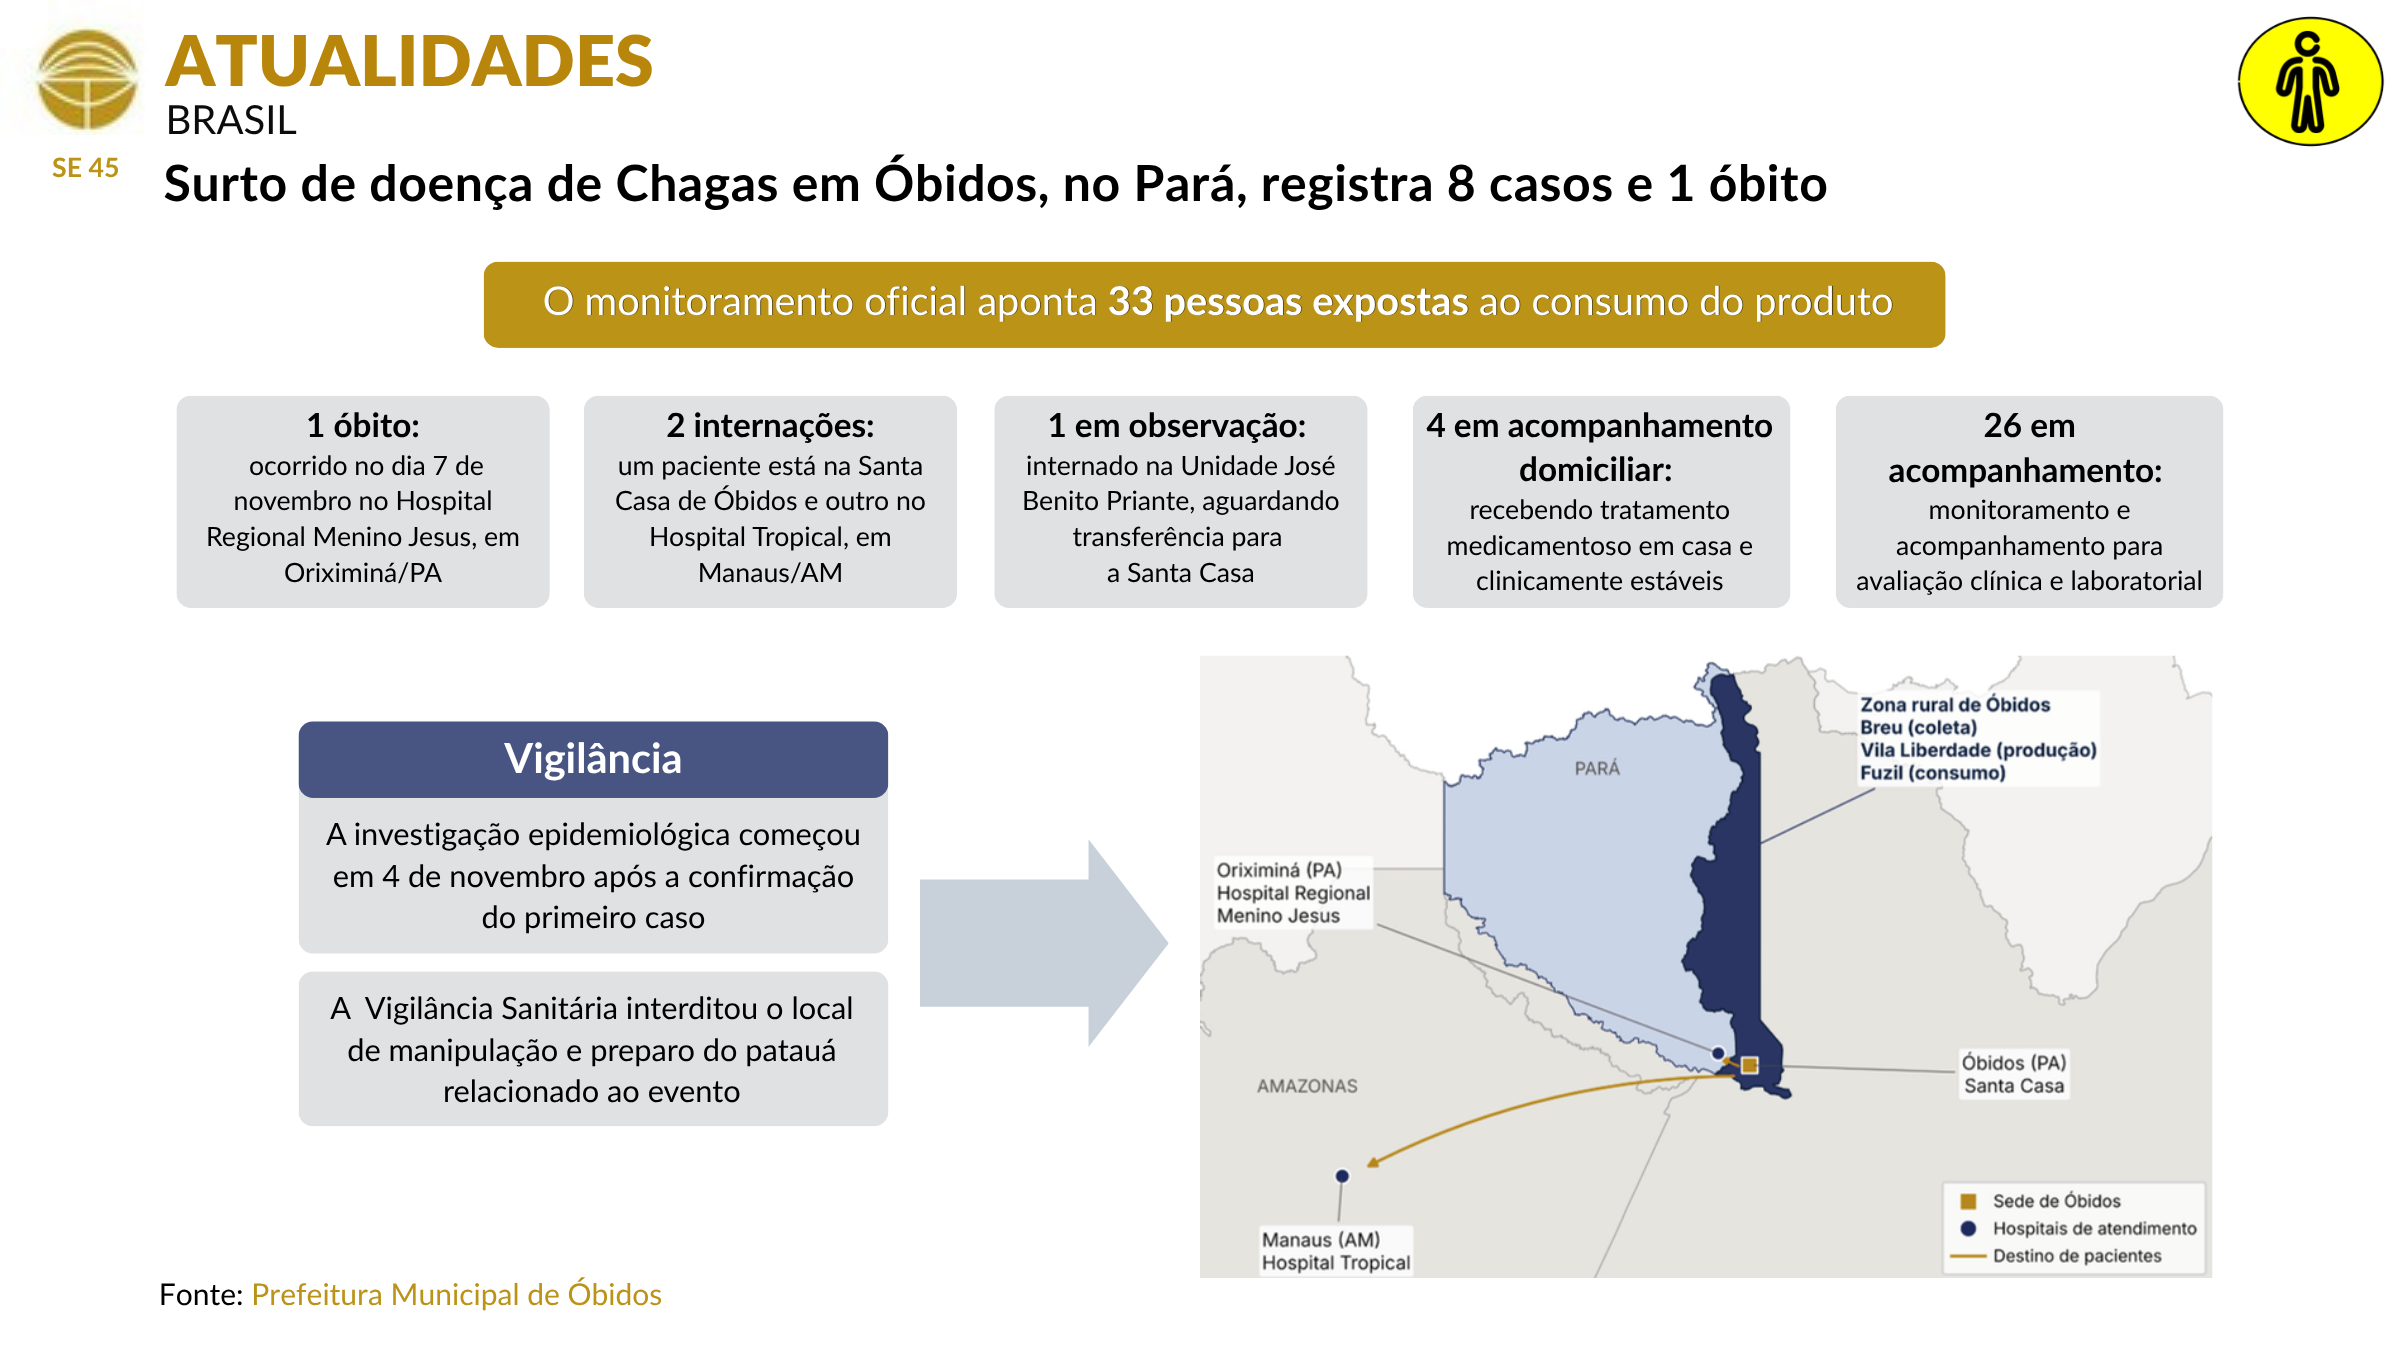 ATUALIDADES
BRASIL
SE 45
Surto de doença de Chagas em Óbidos, no Pará, registra 8 casos e 1 óbito
O monitoramento oficial aponta 33 pessoas expostas ao consumo do produto
1 óbito:
ocorrido no dia 7 de
novembro no Hospital
Regional Menino Jesus, em
Oriximiná/PA
2 internações:
um paciente está na Santa
Casa de Óbidos e outro no
Hospital Tropical, em
Manaus/AM
1 em observação:
internado na Unidade José
Benito Priante, aguardando
transferência para
a Santa Casa
4 em acompanhamento
domiciliar:
recebendo tratamento
medicamentoso em casa e
clinicamente estáveis
26 em
acompanhamento:
monitoramento e
acompanhamento para
avaliação clínica e laboratorial
Vigilância
A investigação epidemiológica começou
em 4 de novembro após a confirmação
do primeiro caso
A  Vigilância Sanitária interditou o local
de manipulação e preparo do patauá
relacionado ao evento
Zona rural de Óbidos
Breu (coleta)
Vila Liberdade (produção)
Fuzil (consumo)
PARÁ
Oriximiná (PA)
Hospital Regional
Menino Jesus
Óbidos (PA)
Santa Casa
AMAZONAS
Manaus (AM)
Hospital Tropical
Sede de Óbidos
Hospitais de atendimento
Destino de pacientes
Fonte: Prefeitura Municipal de Óbidos